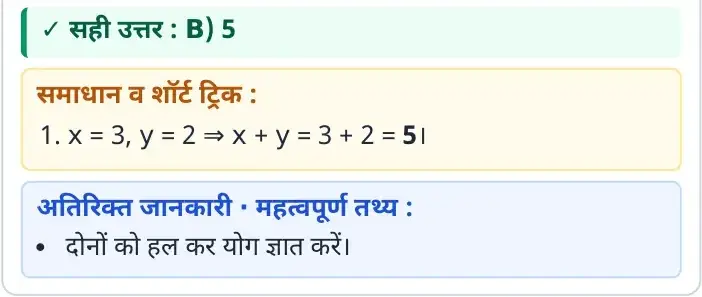 ✓ सही उत्तर : B) 5
समाधान व शॉर्ट ट्रिक :
1. x = 3, y = 2 ⇒ x + y = 3 + 2 = 5।
अतिरिक्त जानकारी • महत्वपूर्ण तथ्य :
• दोनों को हल कर योग ज्ञात करें।